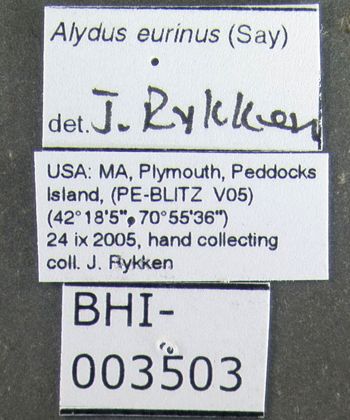 Alydus eurinus (Say)
det. J. Rykken
USA: MA, Plymouth, Peddocks
Island, (PE-BLITZ V05)
(42°18'5", 70°55'36")
24 ix 2005, hand collecting
coll. J. Rykken
BHI-
003503